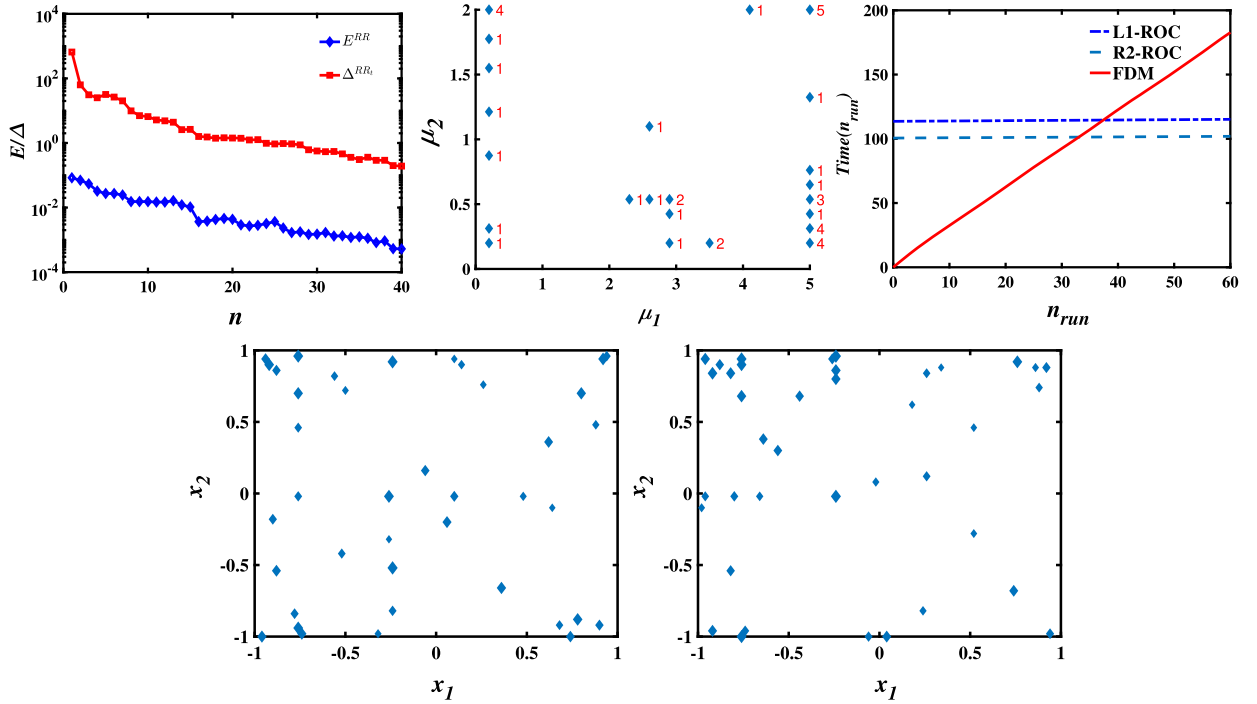 10^4
10^2
10^0
10^-2
10^-4
E/Δ
E^RR
Δ^RR_t
0 10 20 30 40
n
2
1.5
1
0.5
0
μ_2
4 1 5
1
1
1 1
1
1
1
1
1
1 1 2 3
1 1
1 4
1 1 2 4
1 2 3 4 5
μ_1
200
150
100
50
0
Time(n_run)
L1-ROC
R2-ROC
FDM
0 10 20 30 40 50 60
n_run
1
0.5
0
-0.5
-1
x_2
-1 -0.5 0 0.5 1
x_1
1
0.5
0
-0.5
-1
x_2
-1 -0.5 0 0.5 1
x_1